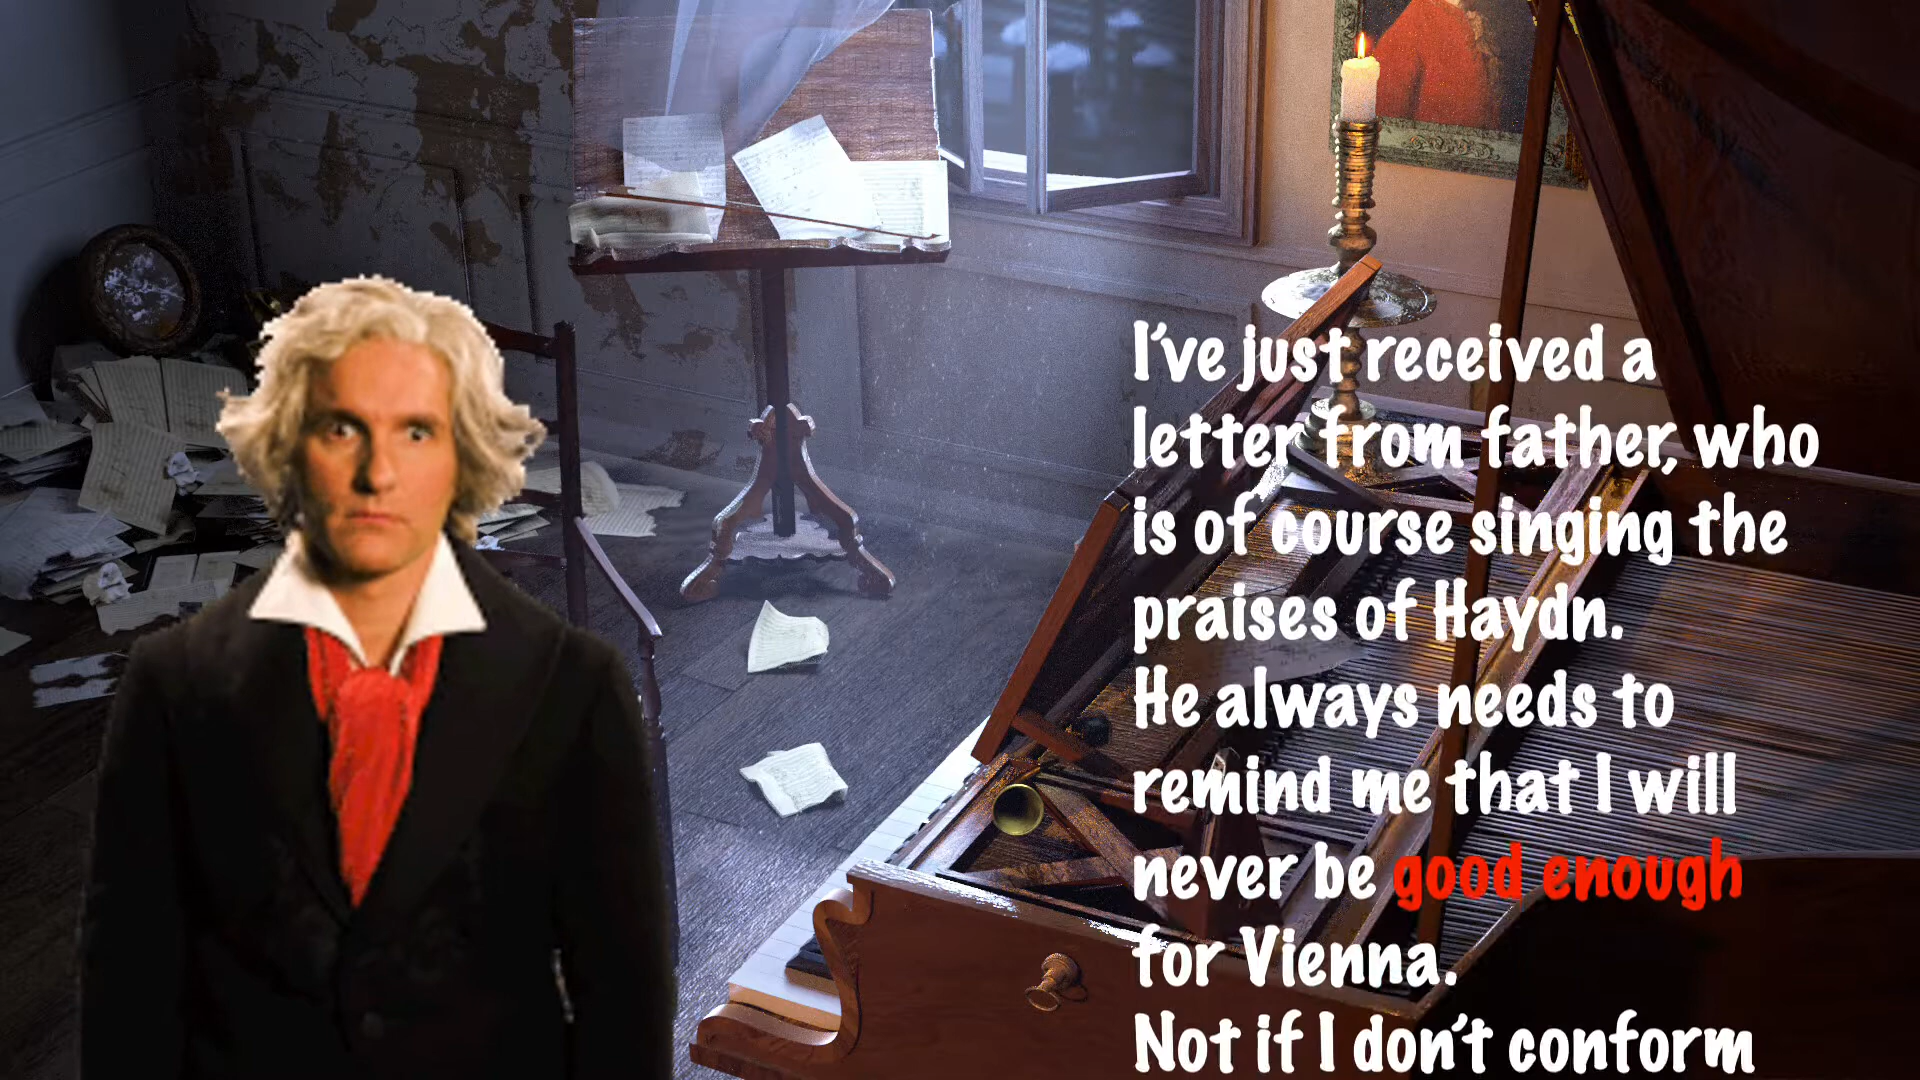 I've just received a
letter from father, who
is of course singing the
praises of Haydn.
He always needs to
remind me that I will
never be good enough
for Vienna.
Not if I don't conform